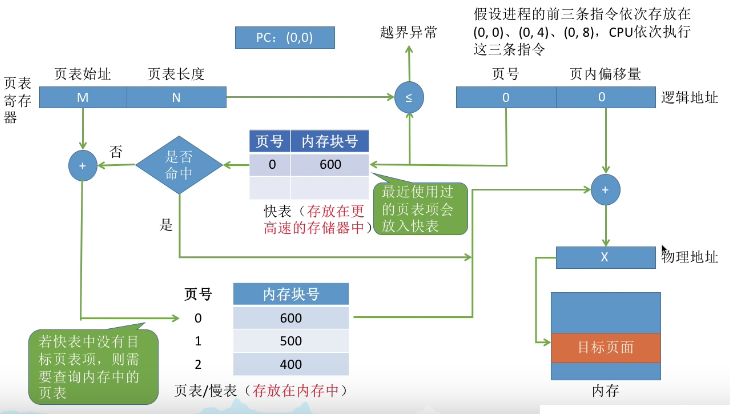 PC:(0,0)
越界异常
假设进程的前三条指令依次存放在
(0, 0)、(0, 4)、(0, 8)，CPU依次执行
这三条指令
页表始址
页表长度
页号
页内偏移量
页表
寄存
器
M
N
≤
0
0
逻辑地址
页号
内存块号
0
600
+
否
是否
命中
最近使用过
的页表项会
放入快表
+
快表（存放在更
高速的存储器中）
是
X
物理地址
页号
内存块号
0
600
1
500
2
400
若快表中没有目
标页表项，则需
要查询内存中的
页表
目标页面
页表/慢表（存放在内存中）
内存